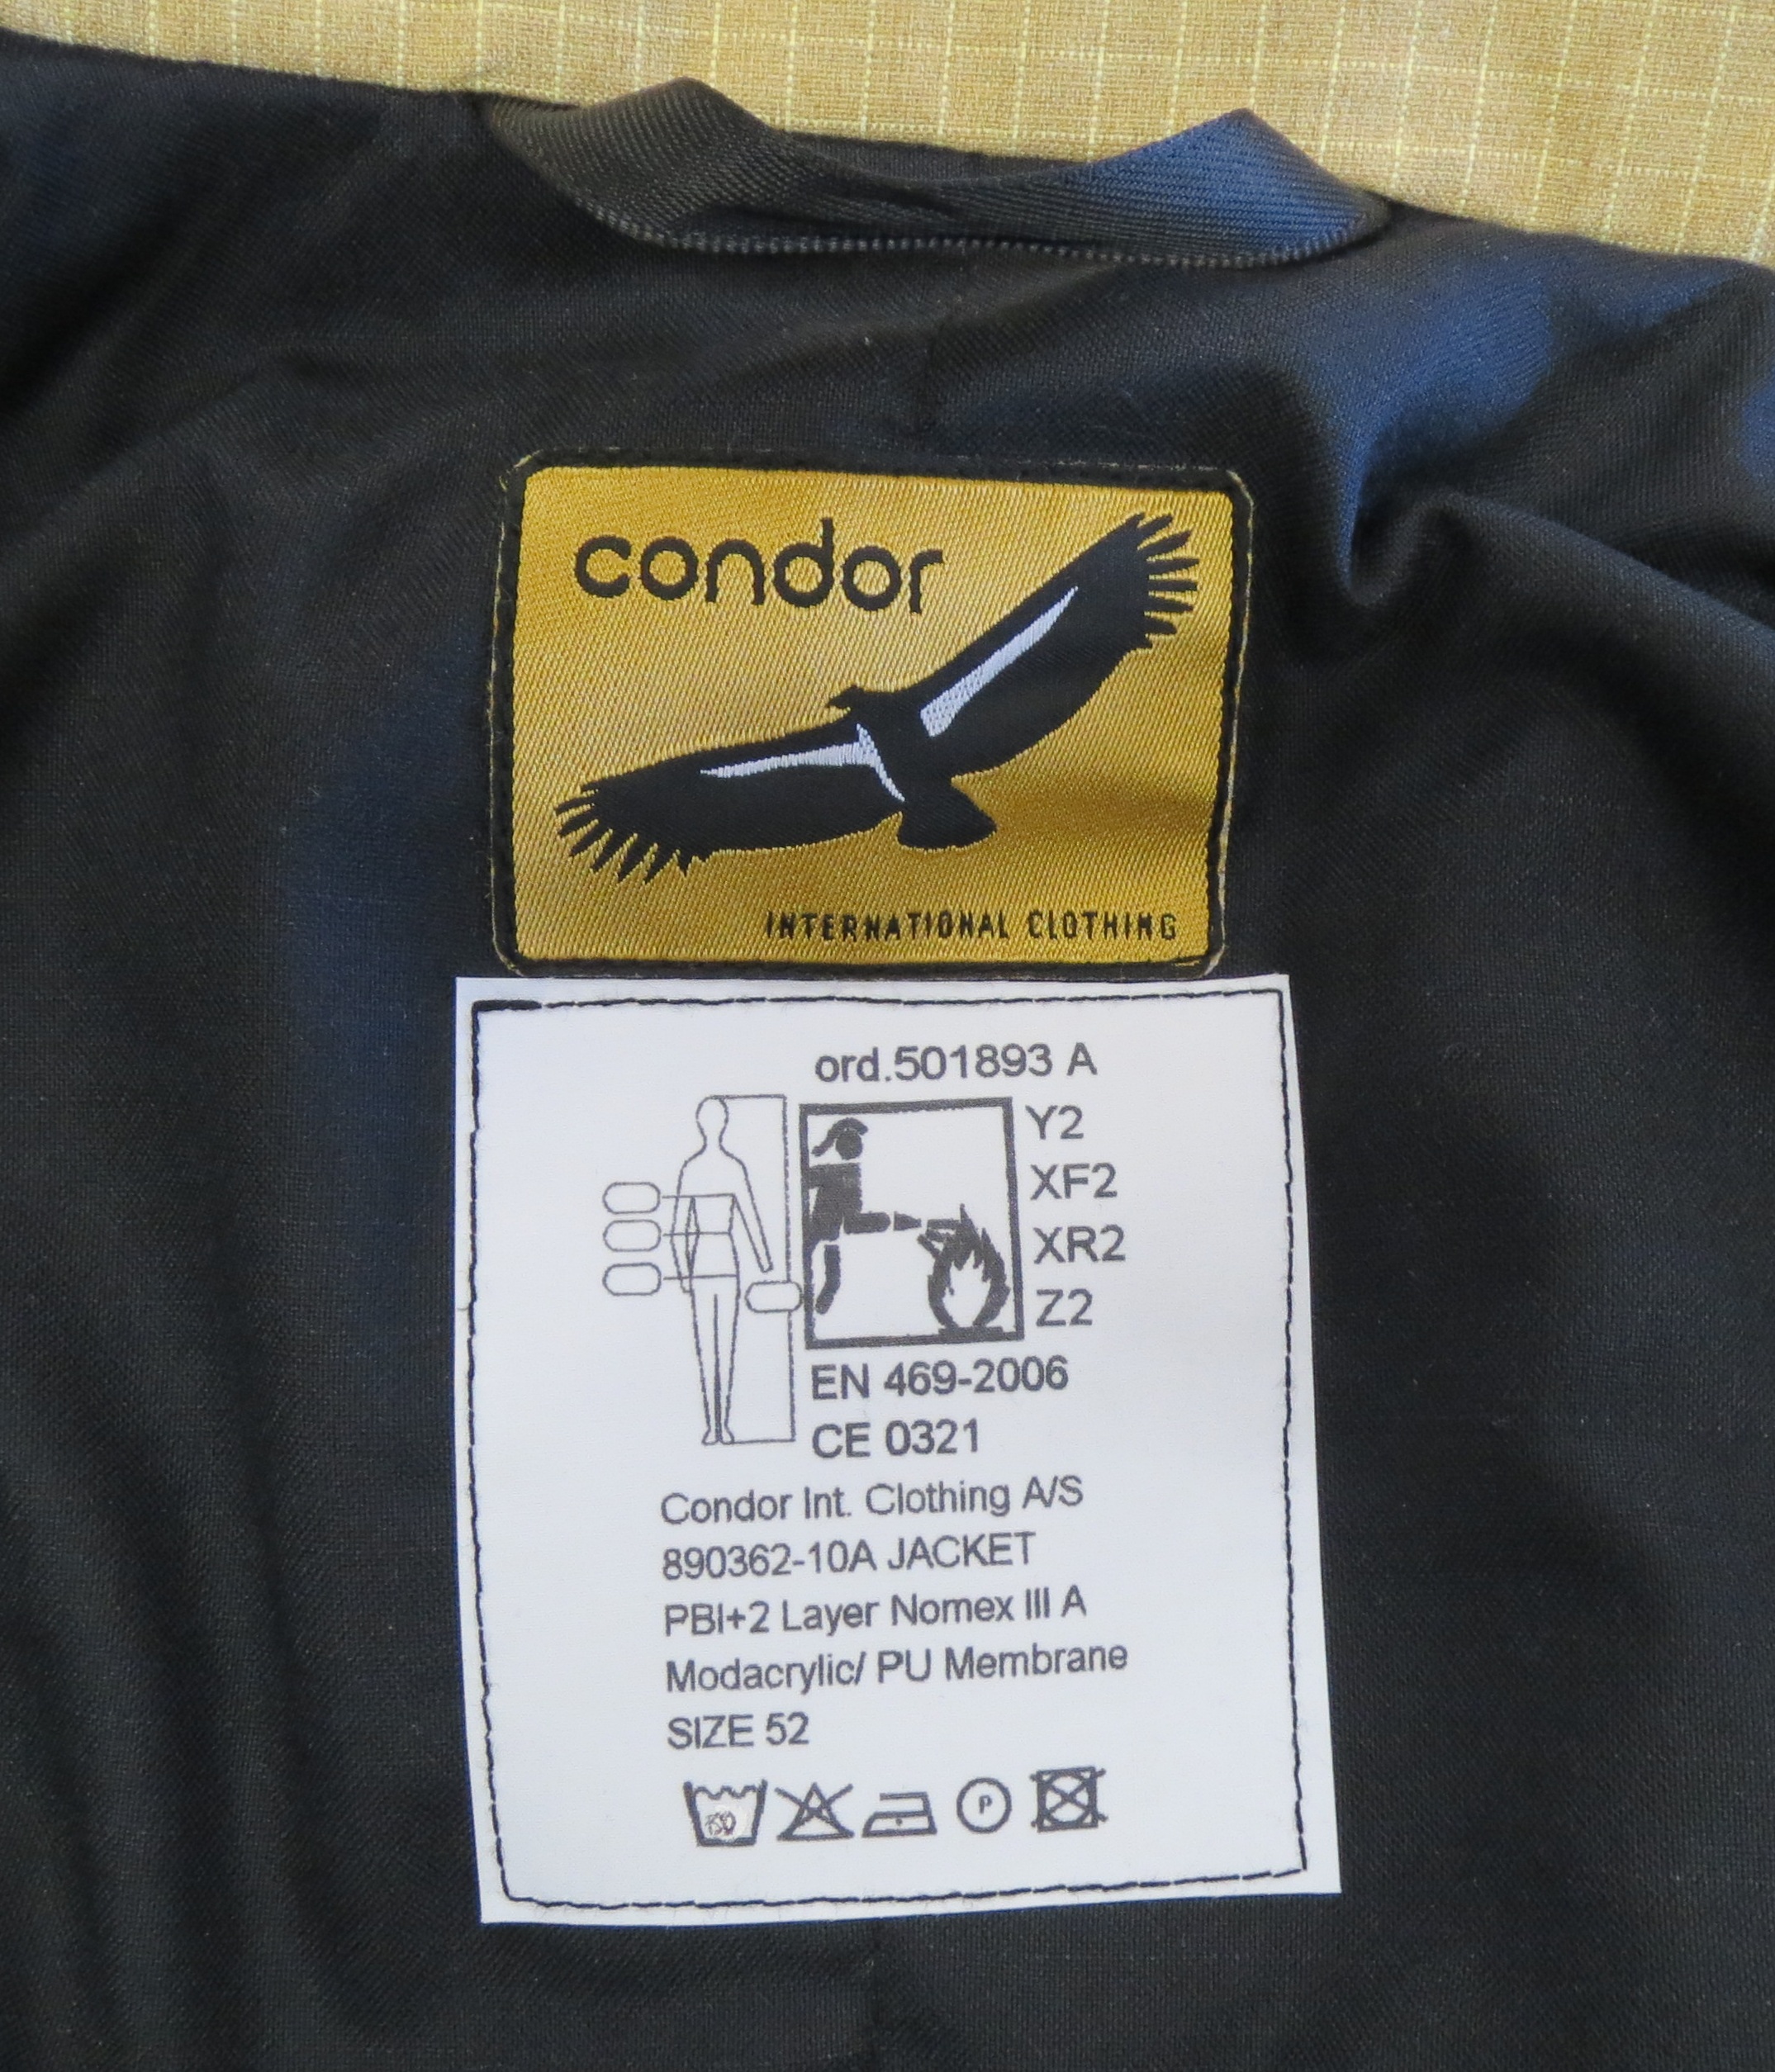 condor
INTERNATIONAL CLOTHING
ord.501893 A
Y2
XF2
XR2
Z2
EN 469-2006
CE 0321
Condor Int. Clothing A/S
890362-10A JACKET
PBI+2 Layer Nomex III A
Modacrylic/ PU Membrane
SIZE 52
P